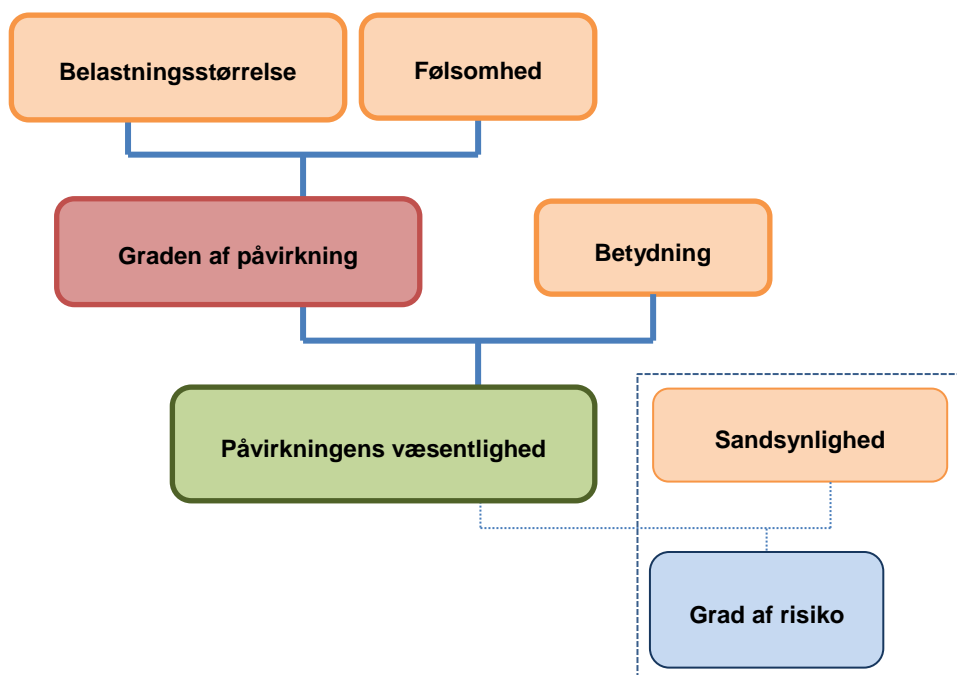 Belastningsstørrelse
Følsomhed
Graden af påvirkning
Betydning
Påvirkningens væsentlighed
Sandsynlighed
Grad af risiko